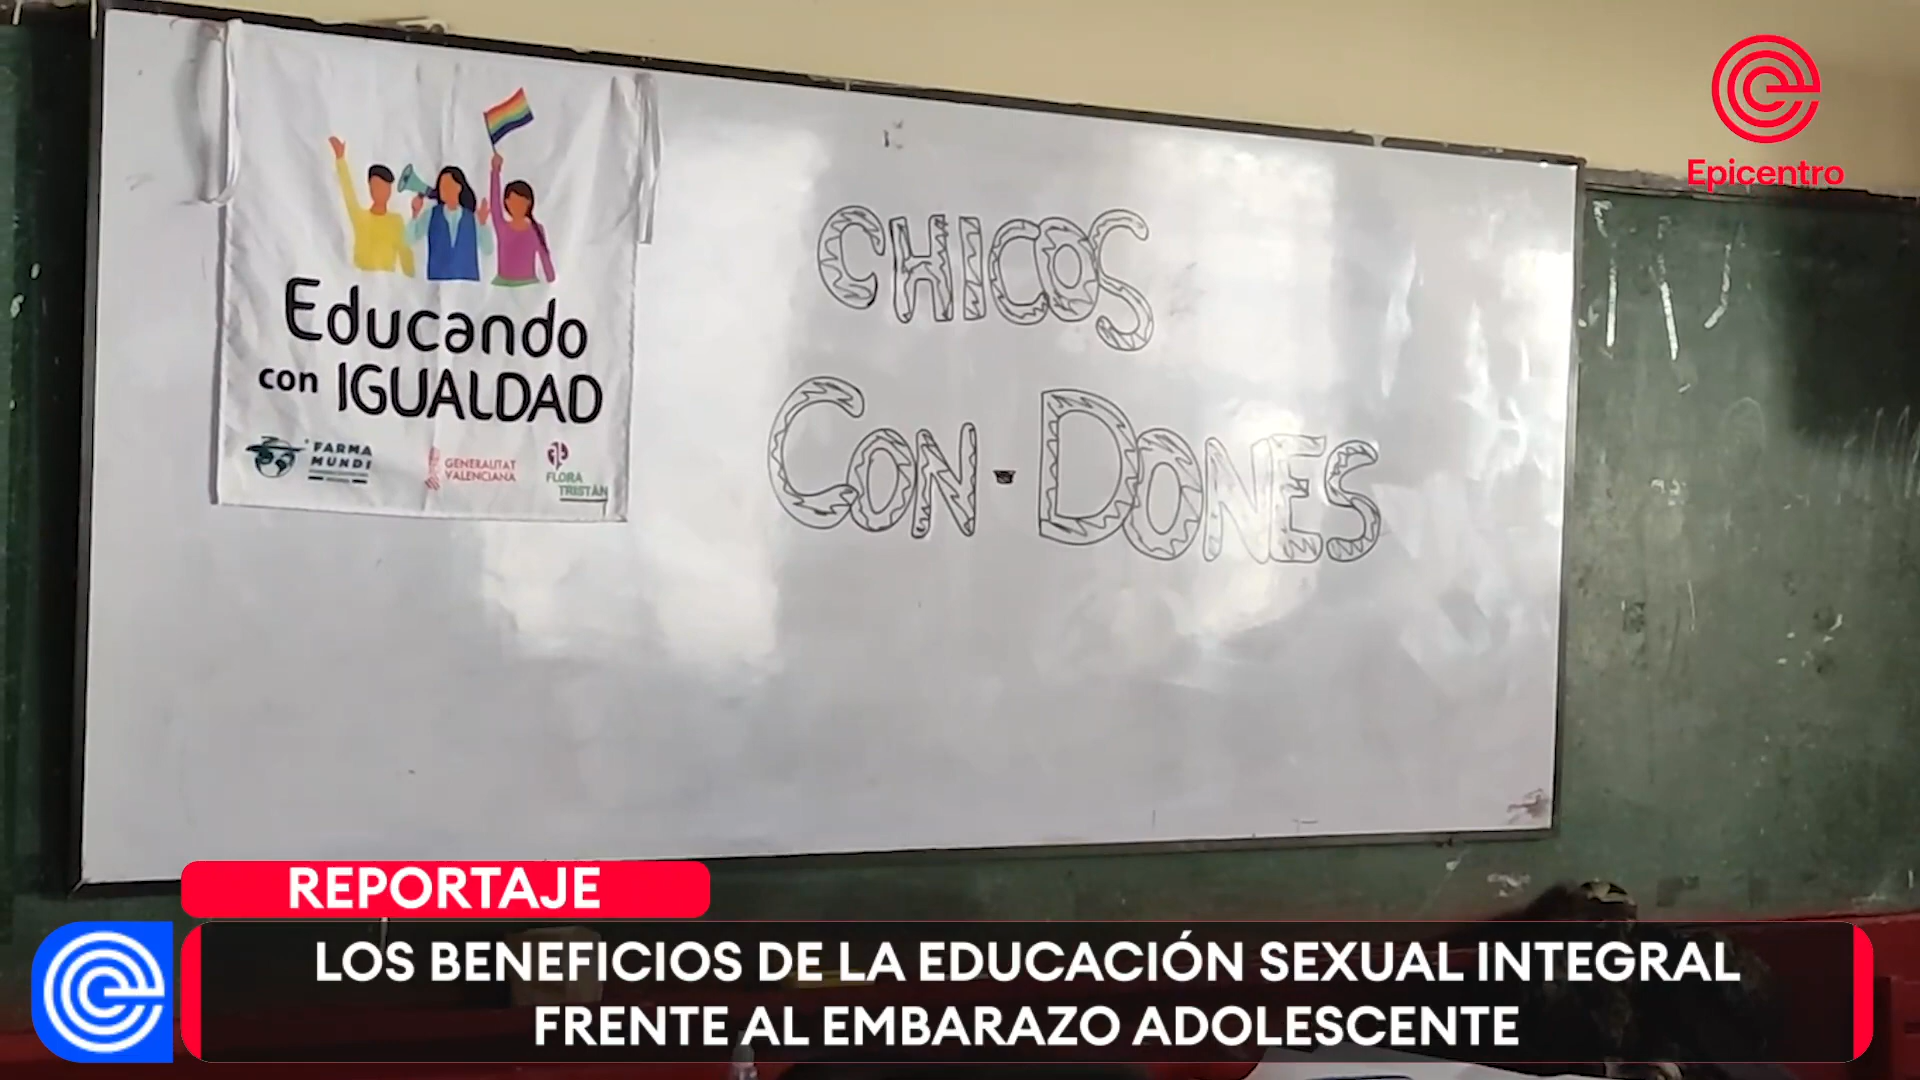 Epicentro
Educando
con IGUALDAD
FARMA
MUNDI
GENERALITAT
VALENCIANA
FLORA
TRISTÁN
CHICOS
CON-DONES
REPORTAJE
LOS BENEFICIOS DE LA EDUCACIÓN SEXUAL INTEGRAL
FRENTE AL EMBARAZO ADOLESCENTE